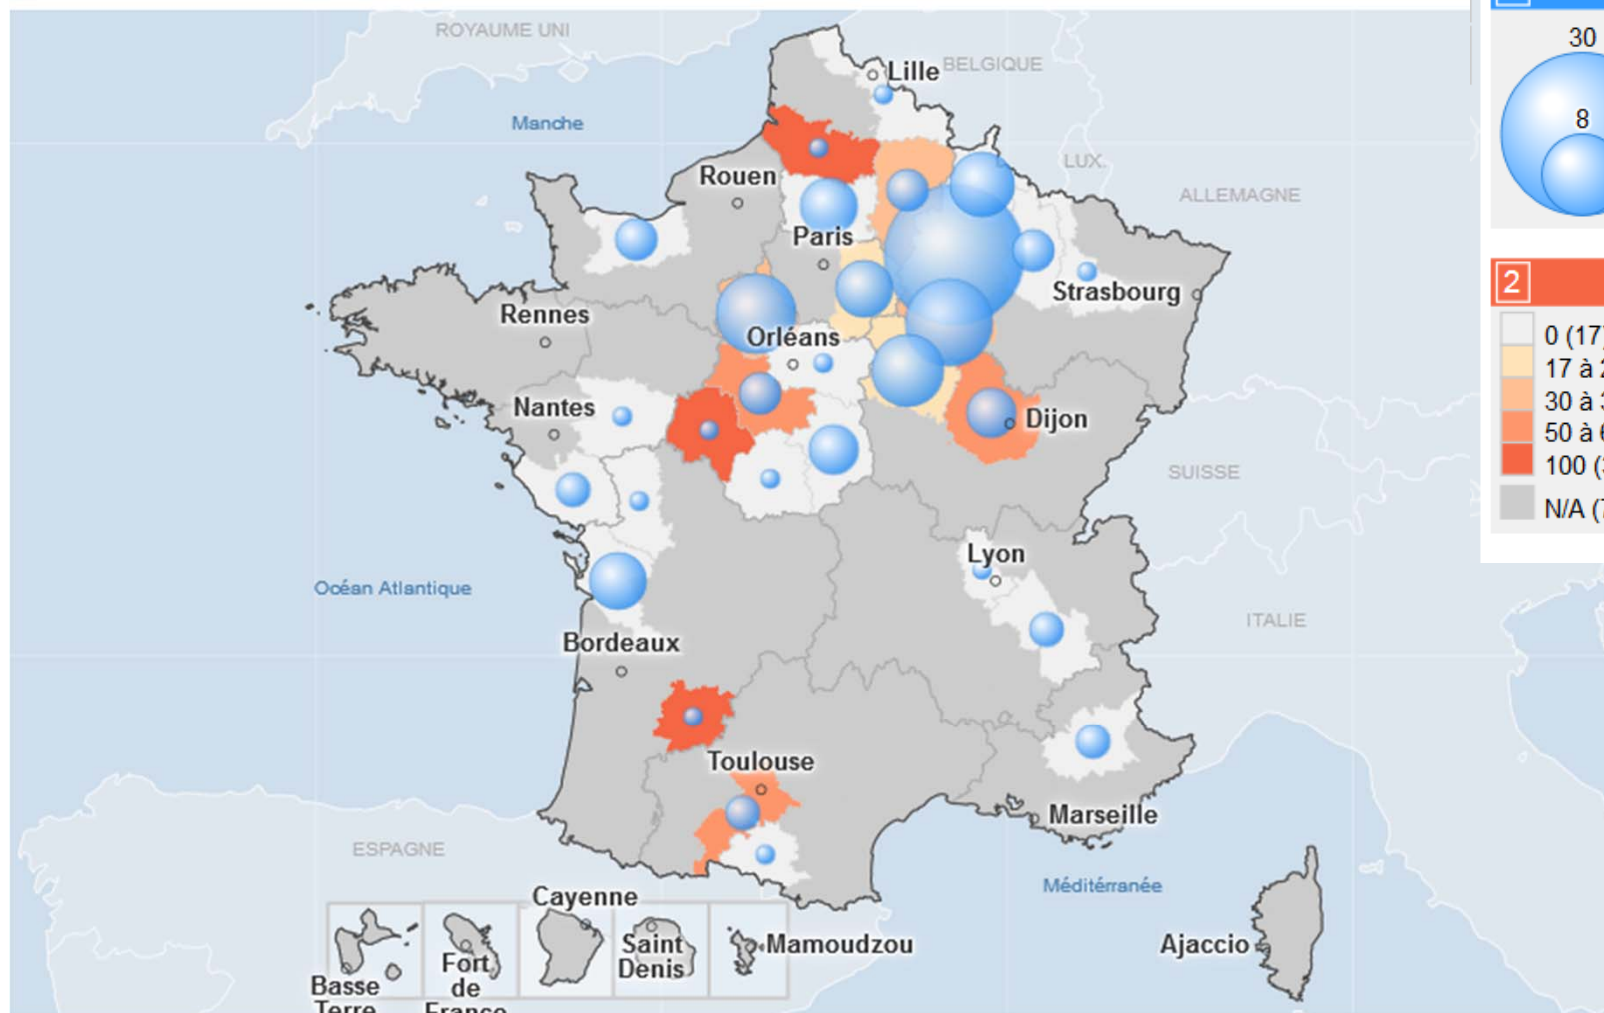 ROYAUME UNI
BELGIQUE
Lille
Manche
LUX.
ALLEMAGNE
Rouen
Paris
Strasbourg
Rennes
Orléans
Nantes
Dijon
SUISSE
Lyon
Océan Atlantique
ITALIE
Bordeaux
Toulouse
Marseille
ESPAGNE
Méditérranée
Cayenne
Saint
Denis
Mamoudzou
Ajaccio
Fort
de
France
Basse
Terre
30
8
2
0 (17)
17 à 2
30 à 3
50 à 6
100 (3
N/A (7